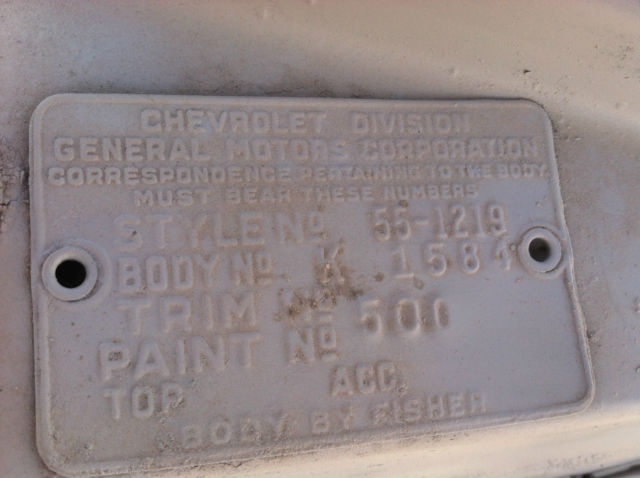 CHEVROLET DIVISION
GENERAL MOTORS CORPORATION
CORRESPONDENCE PERTAINING TO THE BODY
MUST BEAR THESE NUMBERS
STYLE Nº 55-1219
BODY Nº K 1584
TRIM Nº 500
PAINT Nº
TOP ACC.
BODY BY FISHER